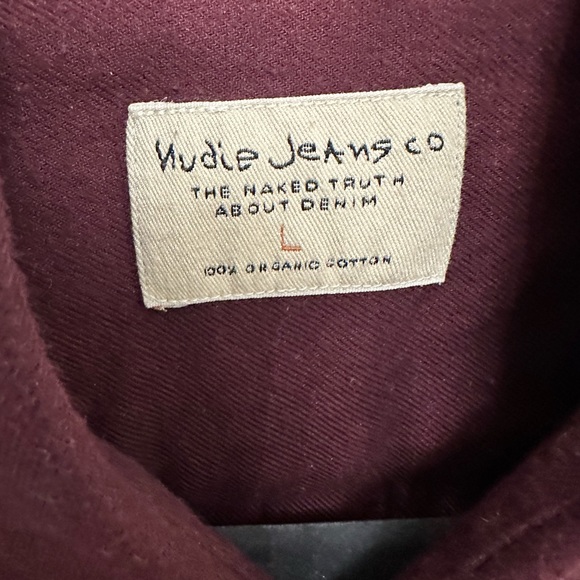 Nudie Jeans co
THE NAKED TRUTH
ABOUT DENIM
L
100% ORGANIC COTTON